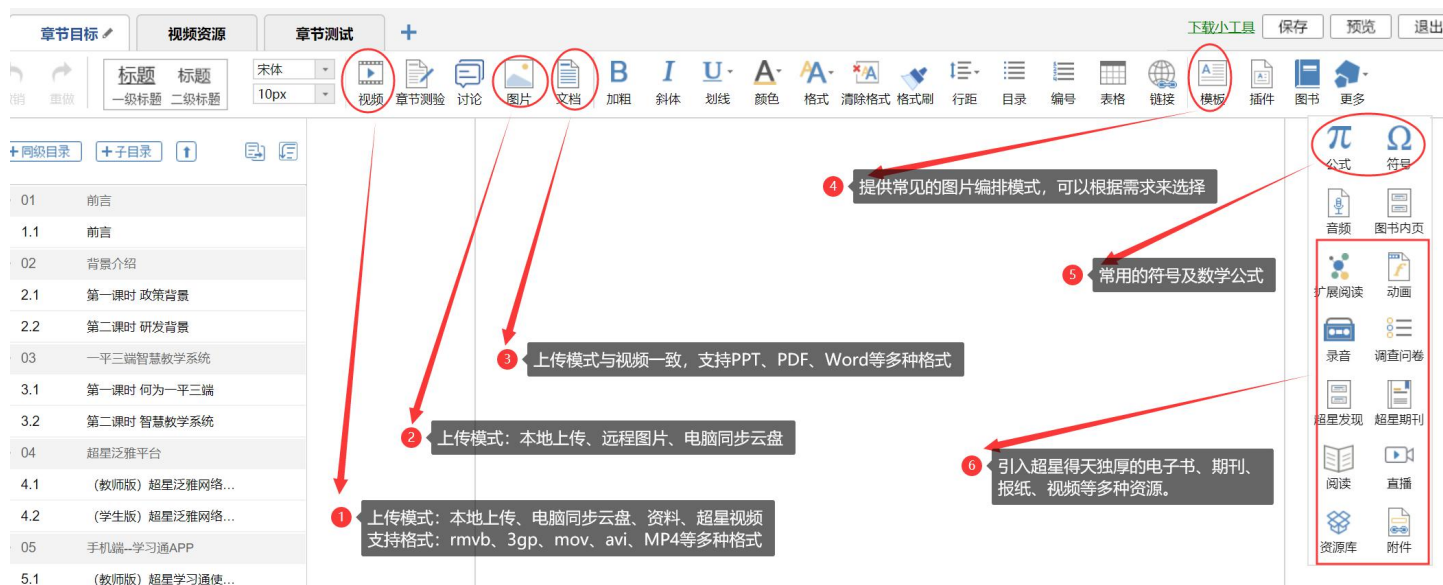 章节目标
视频资源
章节测试
下载小工具
保存
预览
退出
标题 标题
一级标题 二级标题
宋体
10px
重做
视频
章节测验
讨论
图片
文档
B
加粗
I
斜体
U
划线
A
颜色
格式
清除格式
格式刷
行距
目录
编号
表格
链接
模板
插件
图书
更多
+同级目录
+子目录
01 前言
1.1 前言
02 背景介绍
2.1 第一课时 政策背景
2.2 第二课时 研发背景
03 一平三端智慧教学系统
3.1 第一课时 何为一平三端
3.2 第二课时 智慧教学系统
04 超星泛雅平台
4.1 （教师版）超星泛雅网络...
4.2 （学生版）超星泛雅网络...
05 手机端--学习通APP
5.1 （教师版）超星学习通使...
4 提供常见的图片编排模式，可以根据需求来选择
5 常用的符号及数学公式
3 上传模式与视频一致，支持PPT、PDF、Word等多种格式
2 上传模式：本地上传、远程图片、电脑同步云盘
6 引入超星得天独厚的电子书、期刊、
报纸、视频等多种资源。
1 上传模式：本地上传、电脑同步云盘、资料、超星视频
支持格式：rmvb、3gp、mov、avi、MP4等多种格式
π Ω
公式 符号
音频 图书内页
扩展阅读 动画
录音 调查问卷
超星发现 超星期刊
阅读 直播
资源库 附件